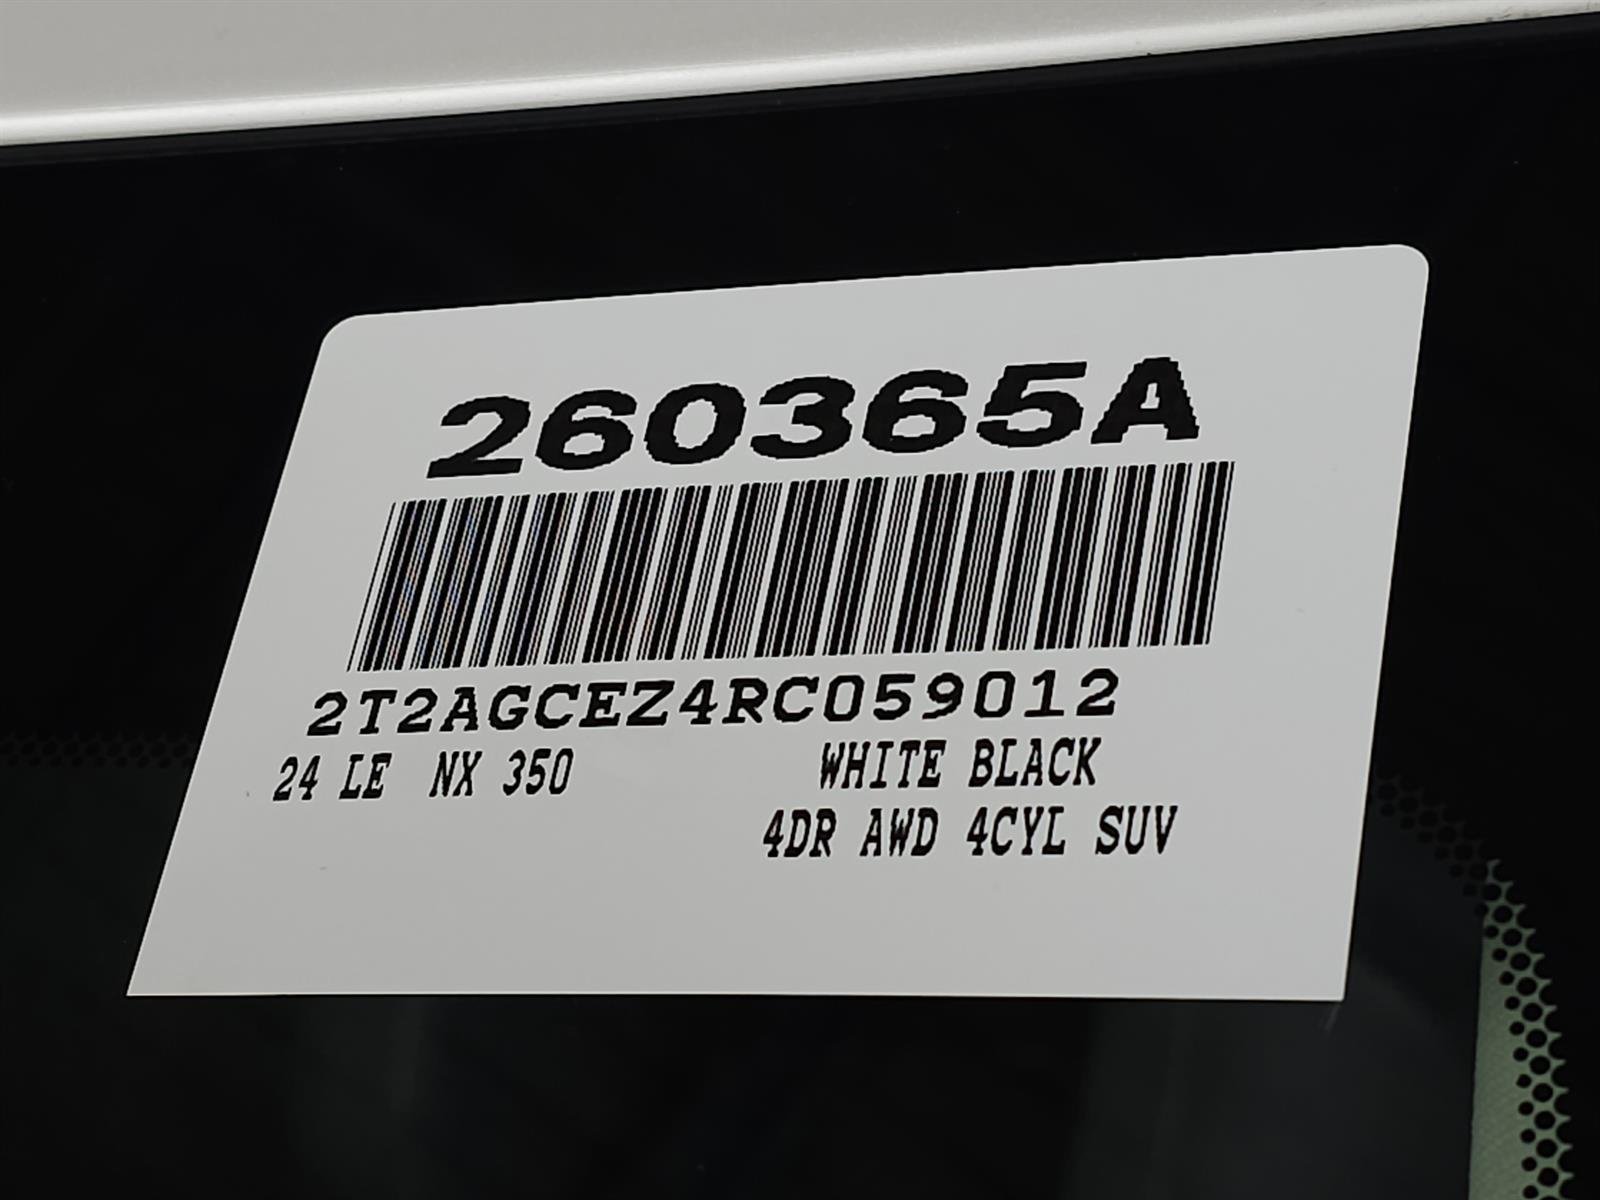 260365A
2T2AGCEZ4RC059012
24 LE NX 350 WHITE BLACK
4DR AWD 4CYL SUV